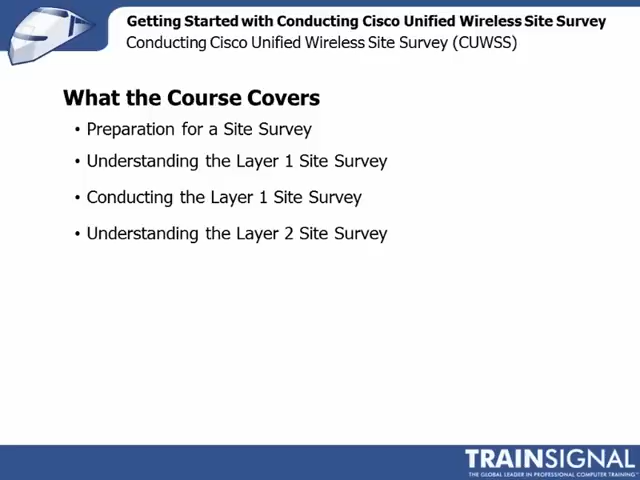 Getting Started with Conducting Cisco Unified Wireless Site Survey
Conducting Cisco Unified Wireless Site Survey (CUWSS)
What the Course Covers
• Preparation for a Site Survey
• Understanding the Layer 1 Site Survey
• Conducting the Layer 1 Site Survey
• Understanding the Layer 2 Site Survey
TRAINSIGNAL
THE GLOBAL LEADER IN PROFESSIONAL COMPUTER TRAINING™